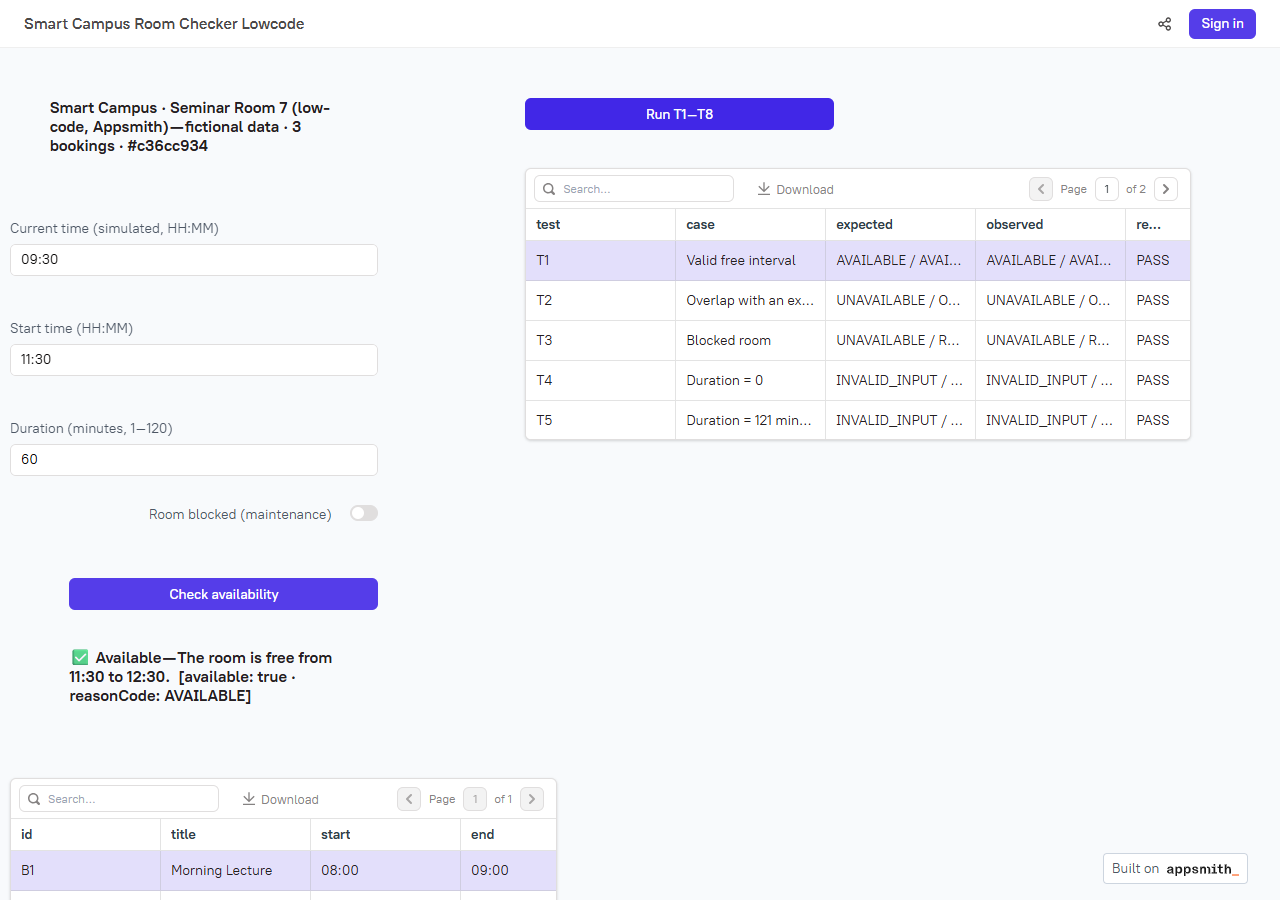 Smart Campus Room Checker Lowcode
Sign in
Smart Campus · Seminar Room 7 (low-
code, Appsmith)—fictional data · 3
bookings · #c36cc934
Run T1–T8
Search...
Download
Page 1 of 2
test case expected observed re...
T1 Valid free interval AVAILABLE / AVAI... AVAILABLE / AVAI... PASS
T2 Overlap with an ex... UNAVAILABLE / O... UNAVAILABLE / O... PASS
T3 Blocked room UNAVAILABLE / R... UNAVAILABLE / R... PASS
T4 Duration = 0 INVALID_INPUT / ... INVALID_INPUT / ... PASS
T5 Duration = 121 min... INVALID_INPUT / ... INVALID_INPUT / ... PASS
Current time (simulated, HH:MM)
09:30
Start time (HH:MM)
11:30
Duration (minutes, 1–120)
60
Room blocked (maintenance)
Check availability
✅ Available—The room is free from
11:30 to 12:30. [available: true ·
reasonCode: AVAILABLE]
Search...
Download
Page 1 of 1
id title start end
B1 Morning Lecture 08:00 09:00
Built on appsmith_